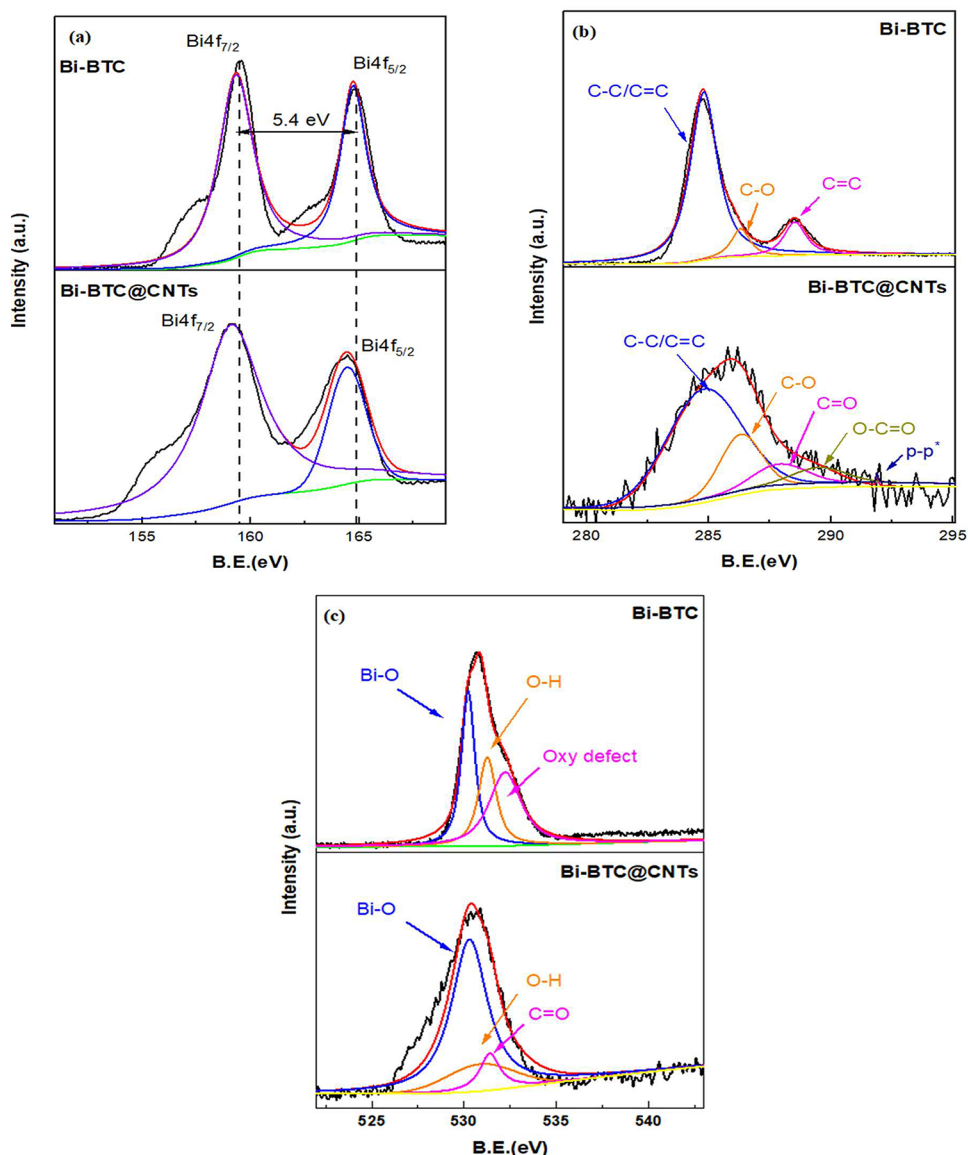 (a)
Bi4f7/2
Bi-BTC
Bi4f5/2
5.4 eV
Bi-BTC@CNTs
Bi4f7/2
Bi4f5/2
Intensity (a.u.)
155 160 165
B.E.(eV)
(b)
Bi-BTC
C-C/C=C
C-O
C=C
Bi-BTC@CNTs
C-C/C=C
C-O
C=O
O-C=O
p-p*
Intensity (a.u.)
280 285 290 295
B.E.(eV)
(c)
Bi-BTC
Bi-O
O-H
Oxy defect
Bi-BTC@CNTs
Bi-O
O-H
C=O
Intensity (a.u.)
525 530 535 540
B.E.(eV)